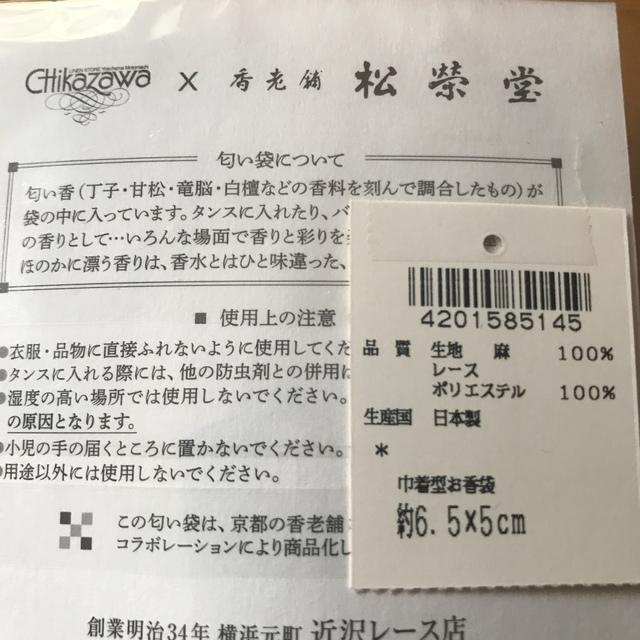 LINEN STORE Yokohama Motomachi
CHikazawa × 香老舗 松榮堂
匂い袋について
匂い香（丁子・甘松・竜脳・白檀などの香料を刻んで調合したもの）が
袋の中に入っています。タンスに入れたり、バ
の香りとして…いろんな場面で香りと彩りを
ほのかに漂う香りは、香水とはひと味違った、
■ 使用上の注意
●衣服・品物に直接ふれないように使用してくだ
●タンスに入れる際には、他の防虫剤との併用は
●湿度の高い場所では使用しないでください。
の原因となります。
●小児の手の届くところに置かないでください。
●用途以外には使用しないでください。
この匂い袋は、京都の香老舗
コラボレーションにより商品化し
創業明治34年 横浜元町 近沢レース店
4201585145
品質 生地 麻 100%
レース
ポリエステル 100%
生産国 日本製
*
巾着型お香袋
約6.5×5cm